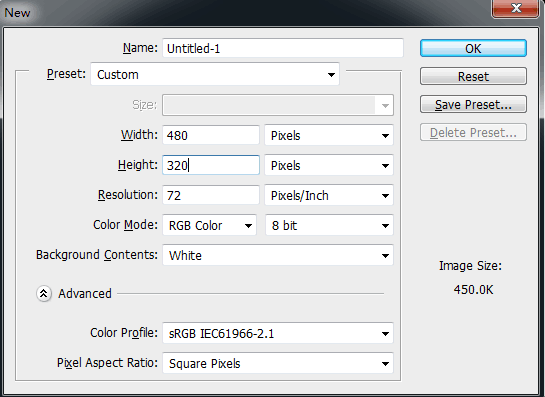 New
Name: Untitled-1
OK
Preset: Custom
Reset
Size:
Save Preset...
Width: 480 Pixels
Delete Preset...
Height: 320 Pixels
Resolution: 72 Pixels/Inch
Color Mode: RGB Color 8 bit
Background Contents: White
Image Size:
450.0K
Advanced
Color Profile: sRGB IEC61966-2.1
Pixel Aspect Ratio: Square Pixels